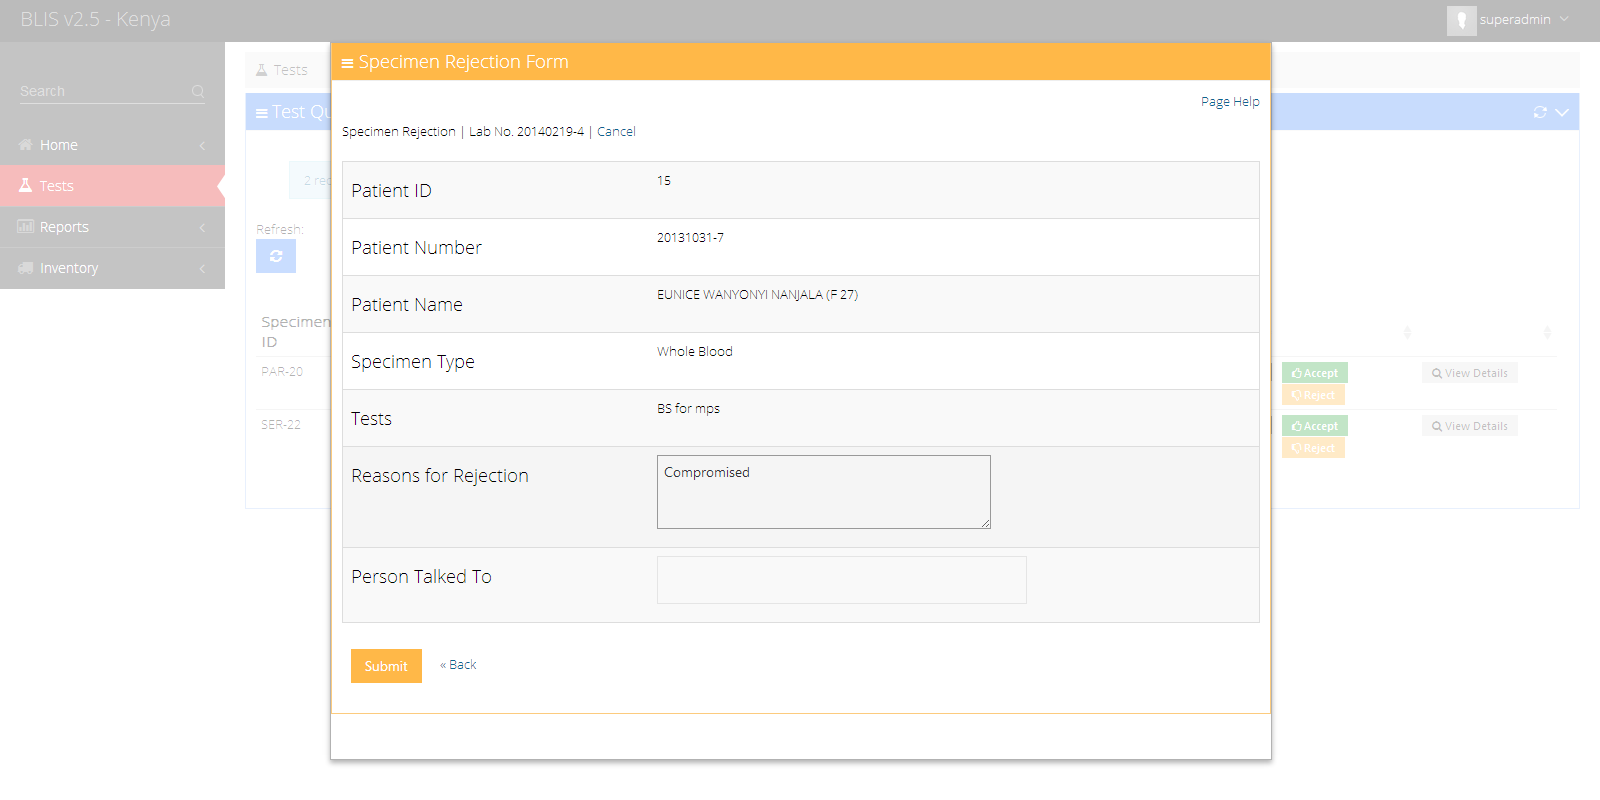 BLIS v2.5 - Kenya
superadmin
Specimen Rejection Form
Tests
Search
Page Help
Test Qu
Specimen Rejection | Lab No. 20140219-4 | Cancel
Home
Tests
Reports
Inventory
2 rec
Refresh:
Patient ID 15
Patient Number 20131031-7
Patient Name EUNICE WANYONYI NANJALA (F 27)
Specimen
ID
Specimen Type Whole Blood
PAR-20
Accept View Details
Reject
Tests BS for mps
SER-22
Accept View Details
Reject
Reasons for Rejection Compromised
Person Talked To
Submit « Back